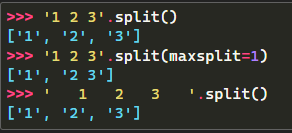 >>> '1 2 3'.split()
['1', '2', '3']
>>> '1 2 3'.split(maxsplit=1)
['1', '2 3']
>>> '   1   2   3   '.split()
['1', '2', '3']